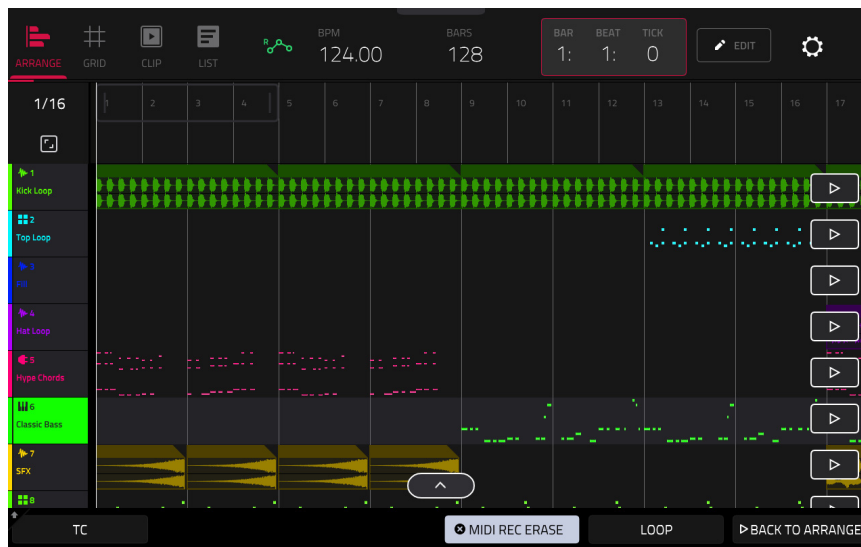 ARRANGE
GRID
CLIP
LIST
R
BPM
124.00
BARS
128
BAR BEAT TICK
1: 1: 0
EDIT
1/16
1 2 3 4 5 6 7 8 9 10 11 12 13 14 15 16 17
1
Kick Loop
2
Top Loop
3
Fill
4
Hat Loop
5
Hype Chords
6
Classic Bass
7
SFX
8
TC
MIDI REC ERASE
LOOP
BACK TO ARRANGE